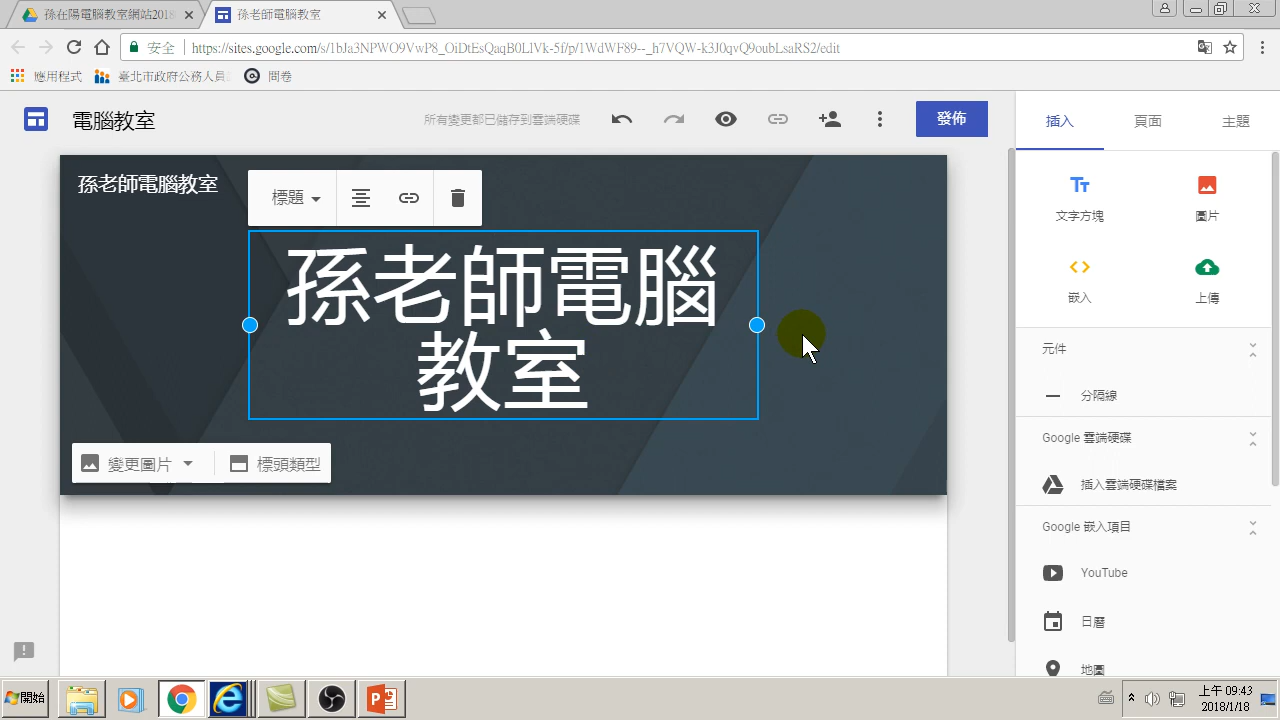 孫在陽電腦教室網站2018
孫老師電腦教室
安全
https://sites.google.com/s/1bJa3NPWO9VwP8_OiDtEsQaqB0LlVk-5f/p/1WdWF89--_h7VQW-k3J0qvQ9oubLsaRS2/edit
應用程式
臺北市政府公務人員
問卷
電腦教室
所有變更都已儲存到雲端硬碟
發佈
插入
頁面
主題
孫老師電腦教室
標題
孫老師電腦
教室
變更圖片
標頭類型
文字方塊
圖片
嵌入
上傳
元件
分隔線
Google 雲端硬碟
插入雲端硬碟檔案
Google 嵌入項目
YouTube
日曆
地圖
開始
上午 09:43
2018/1/18